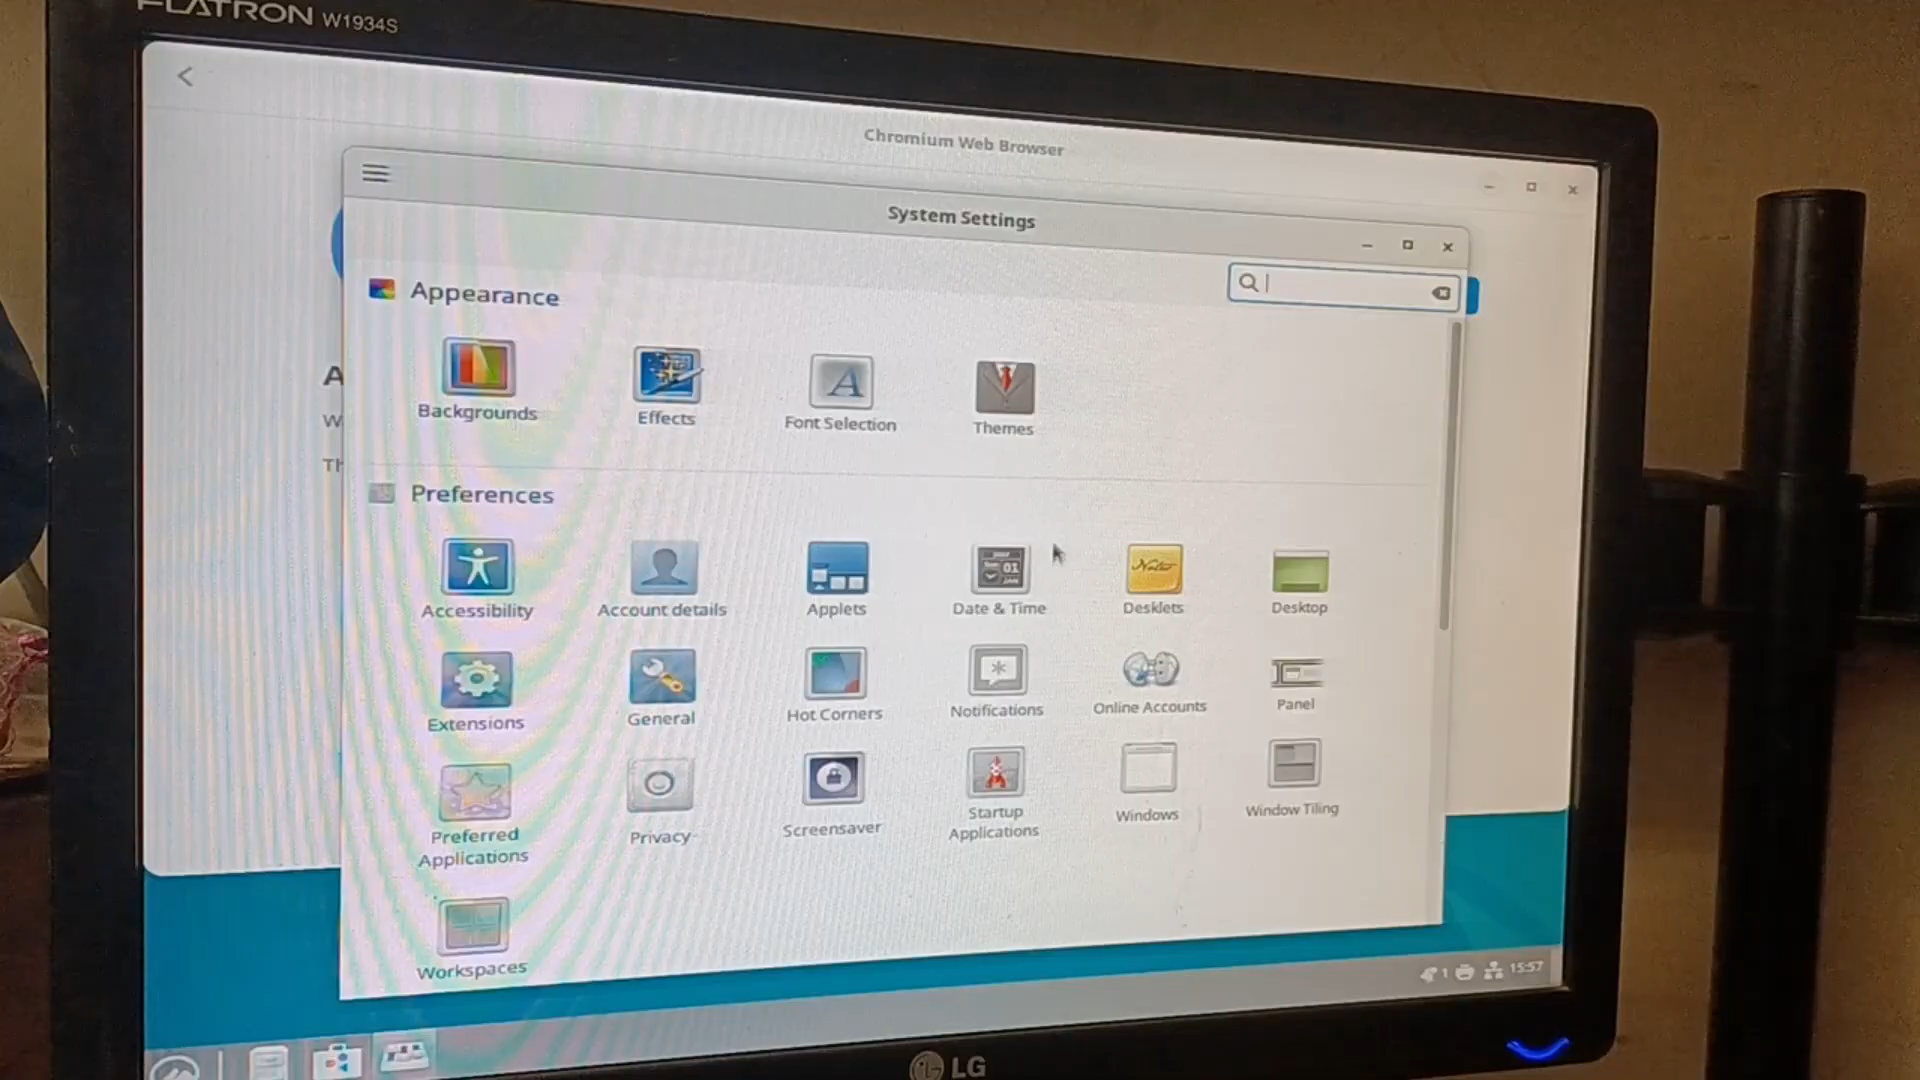 FLATRON W1934S
Chromium Web Browser
System Settings
Appearance
Backgrounds
Effects
Font Selection
Themes
Preferences
Accessibility
Account details
Applets
Date & Time
Desklets
Desktop
Extensions
General
Hot Corners
Notifications
Online Accounts
Panel
Preferred
Applications
Privacy
Screensaver
Startup
Applications
Windows
Window Tiling
Workspaces
1
15:57
LG